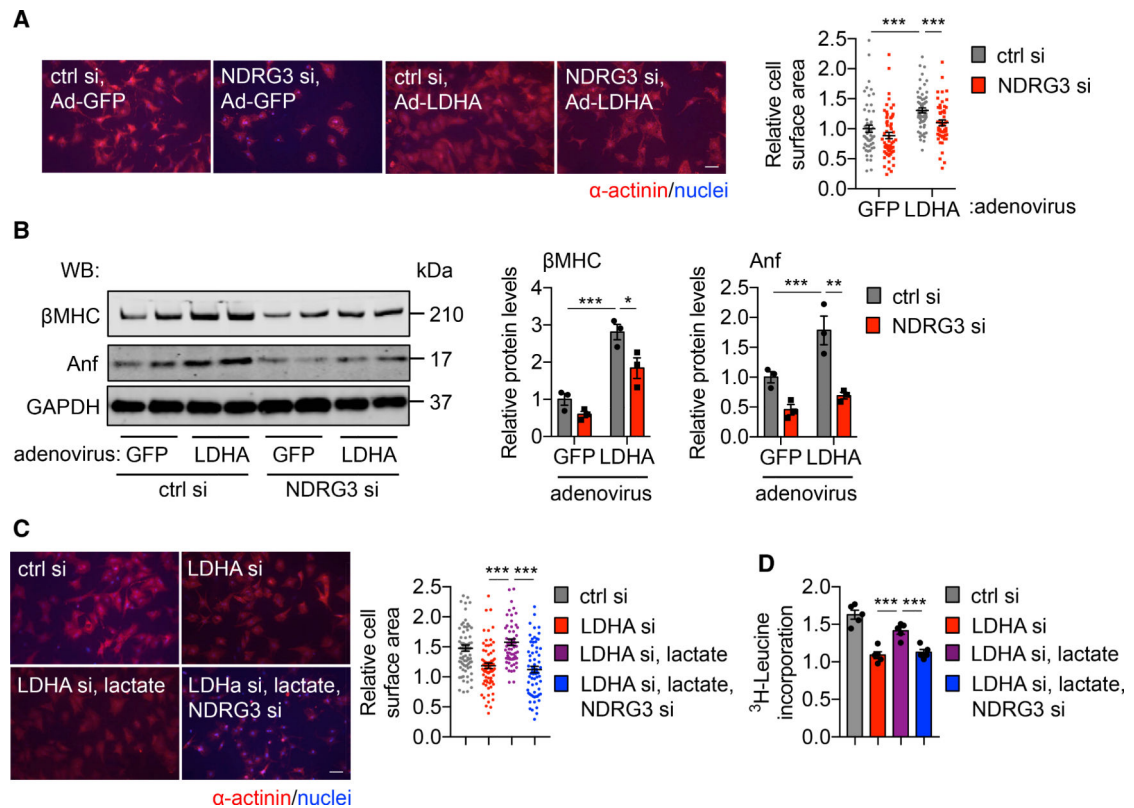 A
ctrl si,
Ad-GFP
NDRG3 si,
Ad-GFP
ctrl si,
Ad-LDHA
NDRG3 si,
Ad-LDHA
α-actinin/nuclei
Relative cell
surface area
2.5
2.0
1.5
1.0
0.5
0.0
*** ***
GFP LDHA :adenovirus
ctrl si
NDRG3 si
B
WB:
kDa
βMHC
210
Anf
17
GAPDH
37
adenovirus: GFP LDHA GFP LDHA
ctrl si NDRG3 si
βMHC
Relative protein levels
4
3
2
1
0
*** *
GFP LDHA
adenovirus
Anf
Relative protein levels
2.5
2.0
1.5
1.0
0.5
0.0
*** **
GFP LDHA
adenovirus
ctrl si
NDRG3 si
C
ctrl si
LDHA si
LDHA si, lactate
LDHa si, lactate,
NDRG3 si
α-actinin/nuclei
Relative cell
surface area
2.5
2.0
1.5
1.0
0.5
0.0
*** ***
ctrl si
LDHA si
LDHA si, lactate
LDHA si, lactate,
NDRG3 si
D
³H-Leucine
incorporation
2.0
1.5
1.0
0.5
0.0
*** ***
ctrl si
LDHA si
LDHA si, lactate
LDHA si, lactate,
NDRG3 si